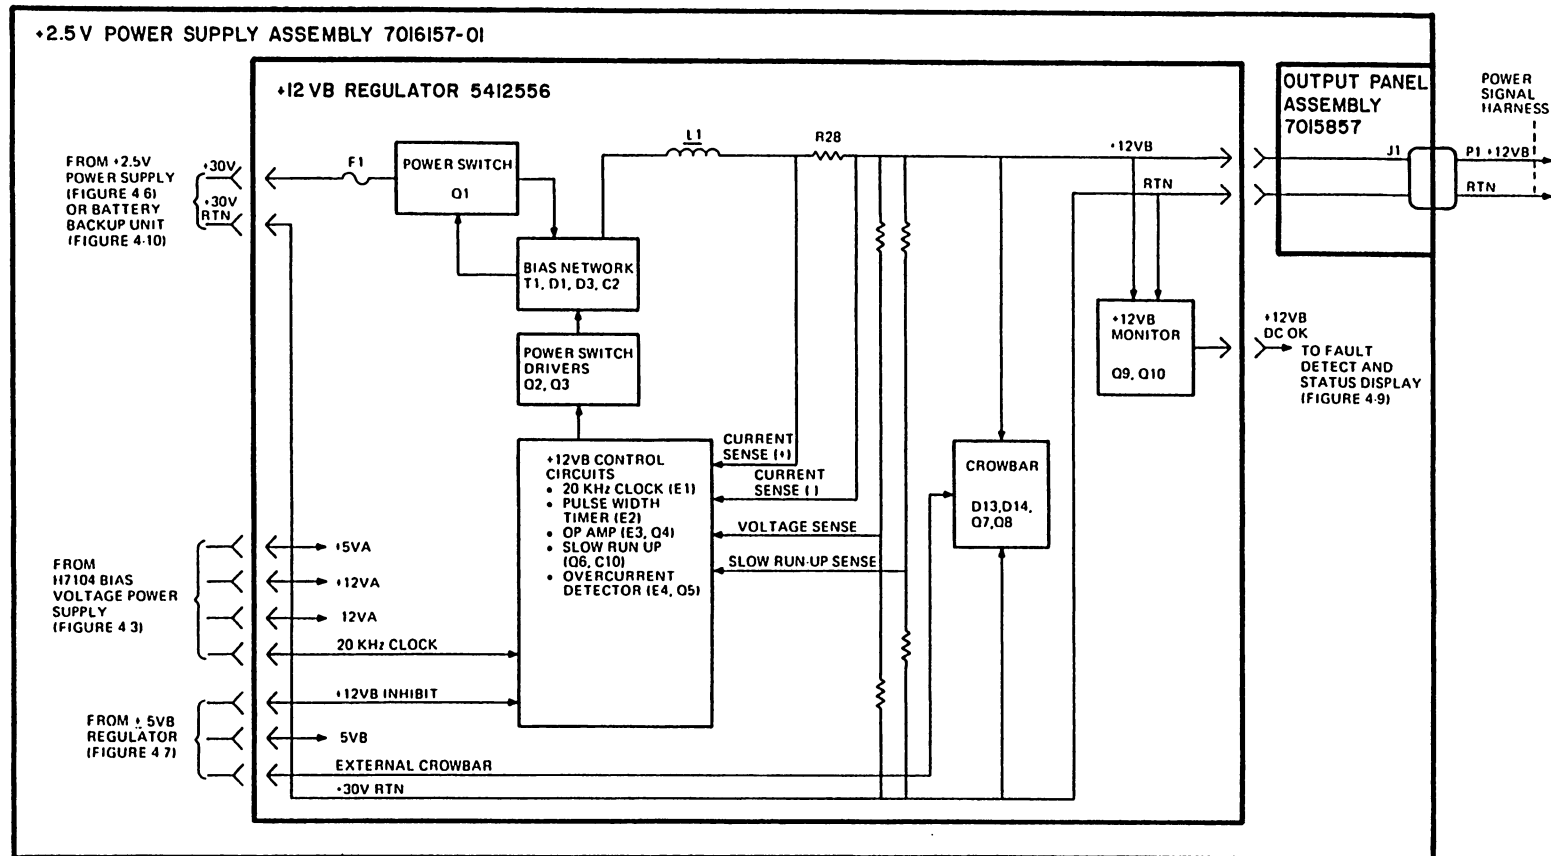 +2.5V POWER SUPPLY ASSEMBLY 7016157-01
+12 VB REGULATOR 5412556
OUTPUT PANEL
ASSEMBLY
7015857
POWER
SIGNAL
HARNESS
FROM +2.5V
POWER SUPPLY
(FIGURE 4 6)
OR BATTERY
BACKUP UNIT
(FIGURE 4-10)
+30V
+30V
RTN
F1
POWER SWITCH
Q1
L1
R28
+12VB
RTN
J1
P1 +12VB
RTN
BIAS NETWORK
T1, D1, D3, C2
POWER SWITCH
DRIVERS
Q2, Q3
+12VB
MONITOR
Q9, Q10
+12VB
DC OK
TO FAULT
DETECT AND
STATUS DISPLAY
(FIGURE 4-9)
+12VB CONTROL
CIRCUITS
• 20 KHz CLOCK (E1)
• PULSE WIDTH
TIMER (E2)
• OP AMP (E3, Q4)
• SLOW RUN UP
(Q6, C10)
• OVERCURRENT
DETECTOR (E4, Q5)
CURRENT
SENSE (+)
CURRENT
SENSE ( )
VOLTAGE SENSE
SLOW RUN-UP SENSE
CROWBAR
D13,D14,
Q7,Q8
FROM
H7104 BIAS
VOLTAGE POWER
SUPPLY
(FIGURE 4 3)
+5VA
+12VA
12VA
20 KHz CLOCK
FROM ± 5VB
REGULATOR
(FIGURE 4 7)
+12VB INHIBIT
5VB
EXTERNAL CROWBAR
+30V RTN